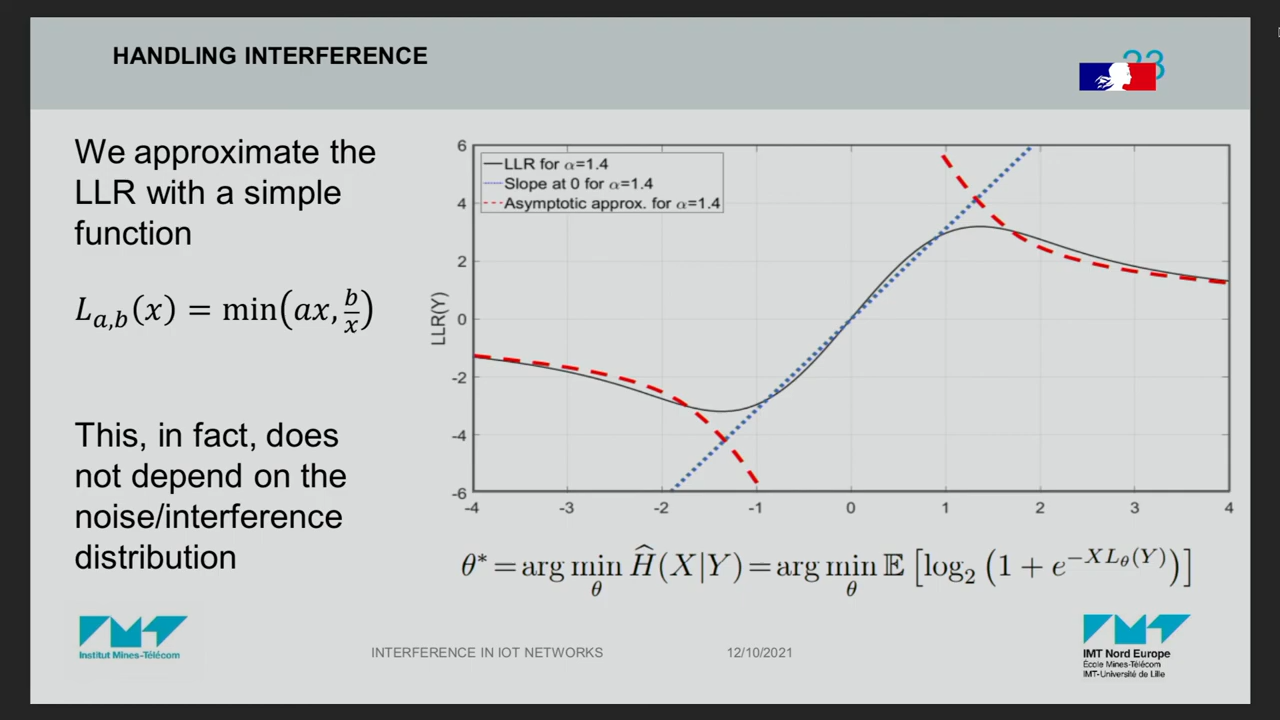 HANDLING INTERFERENCE
23
We approximate the
LLR with a simple
function
L_{a,b}(x) = min(ax, b/x)
This, in fact, does
not depend on the
noise/interference
distribution
LLR for α=1.4
Slope at 0 for α=1.4
Asymptotic approx. for α=1.4
6
4
2
0
-2
-4
-6
LLR(Y)
-4 -3 -2 -1 0 1 2 3 4
θ* = arg min_θ Ĥ(X|Y) = arg min_θ 𝔼 [log₂ (1 + e^{−XL_θ(Y)})]
Institut Mines-Télécom
INTERFERENCE IN IOT NETWORKS
12/10/2021
IMT Nord Europe
École Mines-Télécom
IMT-Université de Lille